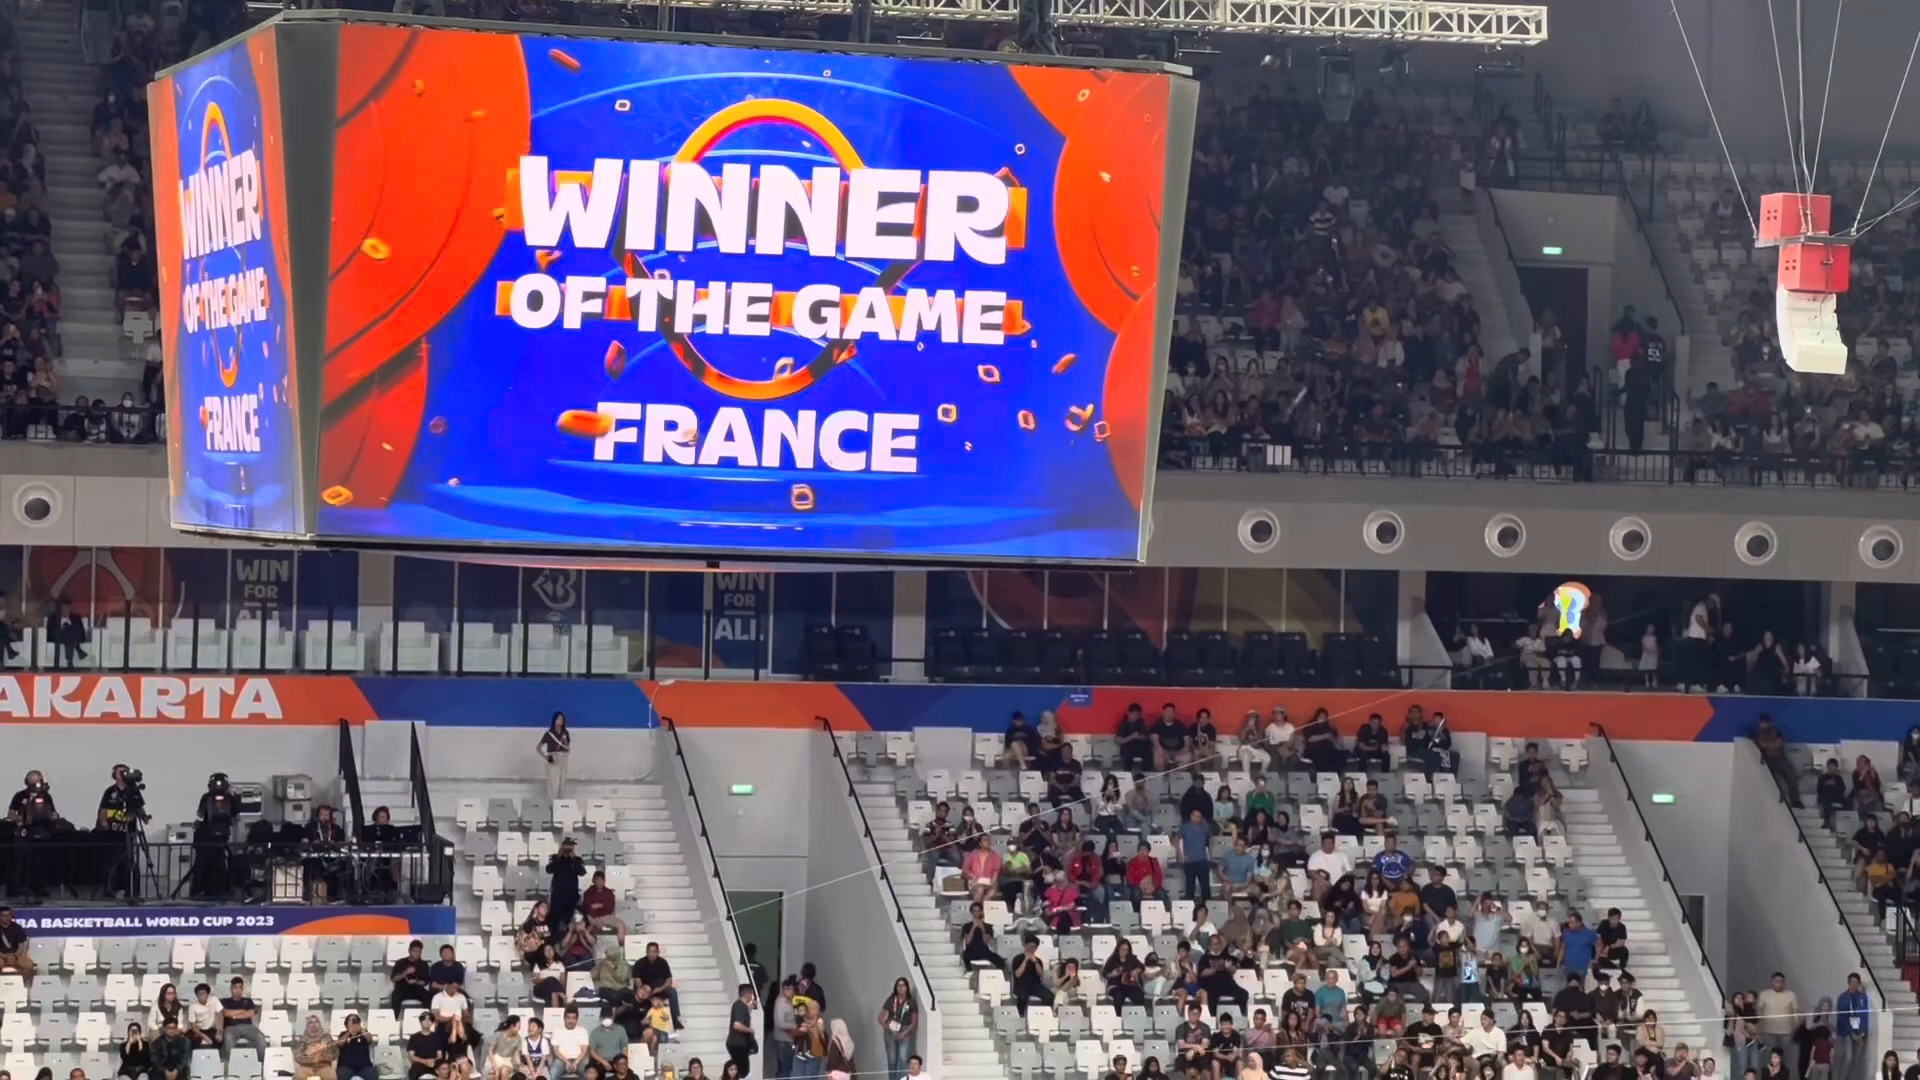 WINNER
OF THE GAME
FRANCE
WINNER
OF THE GAME
FRANCE
WIN
FOR
ALL
WIN
FOR
ALL
AKARTA
BA BASKETBALL WORLD CUP 2023